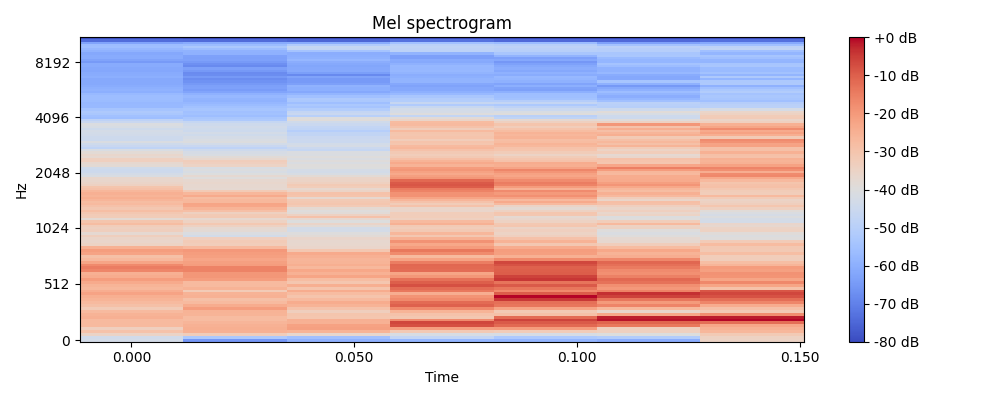 Mel spectrogram
Hz
8192
4096
2048
1024
512
0
0.000
0.050
0.100
0.150
Time
+0 dB
-10 dB
-20 dB
-30 dB
-40 dB
-50 dB
-60 dB
-70 dB
-80 dB